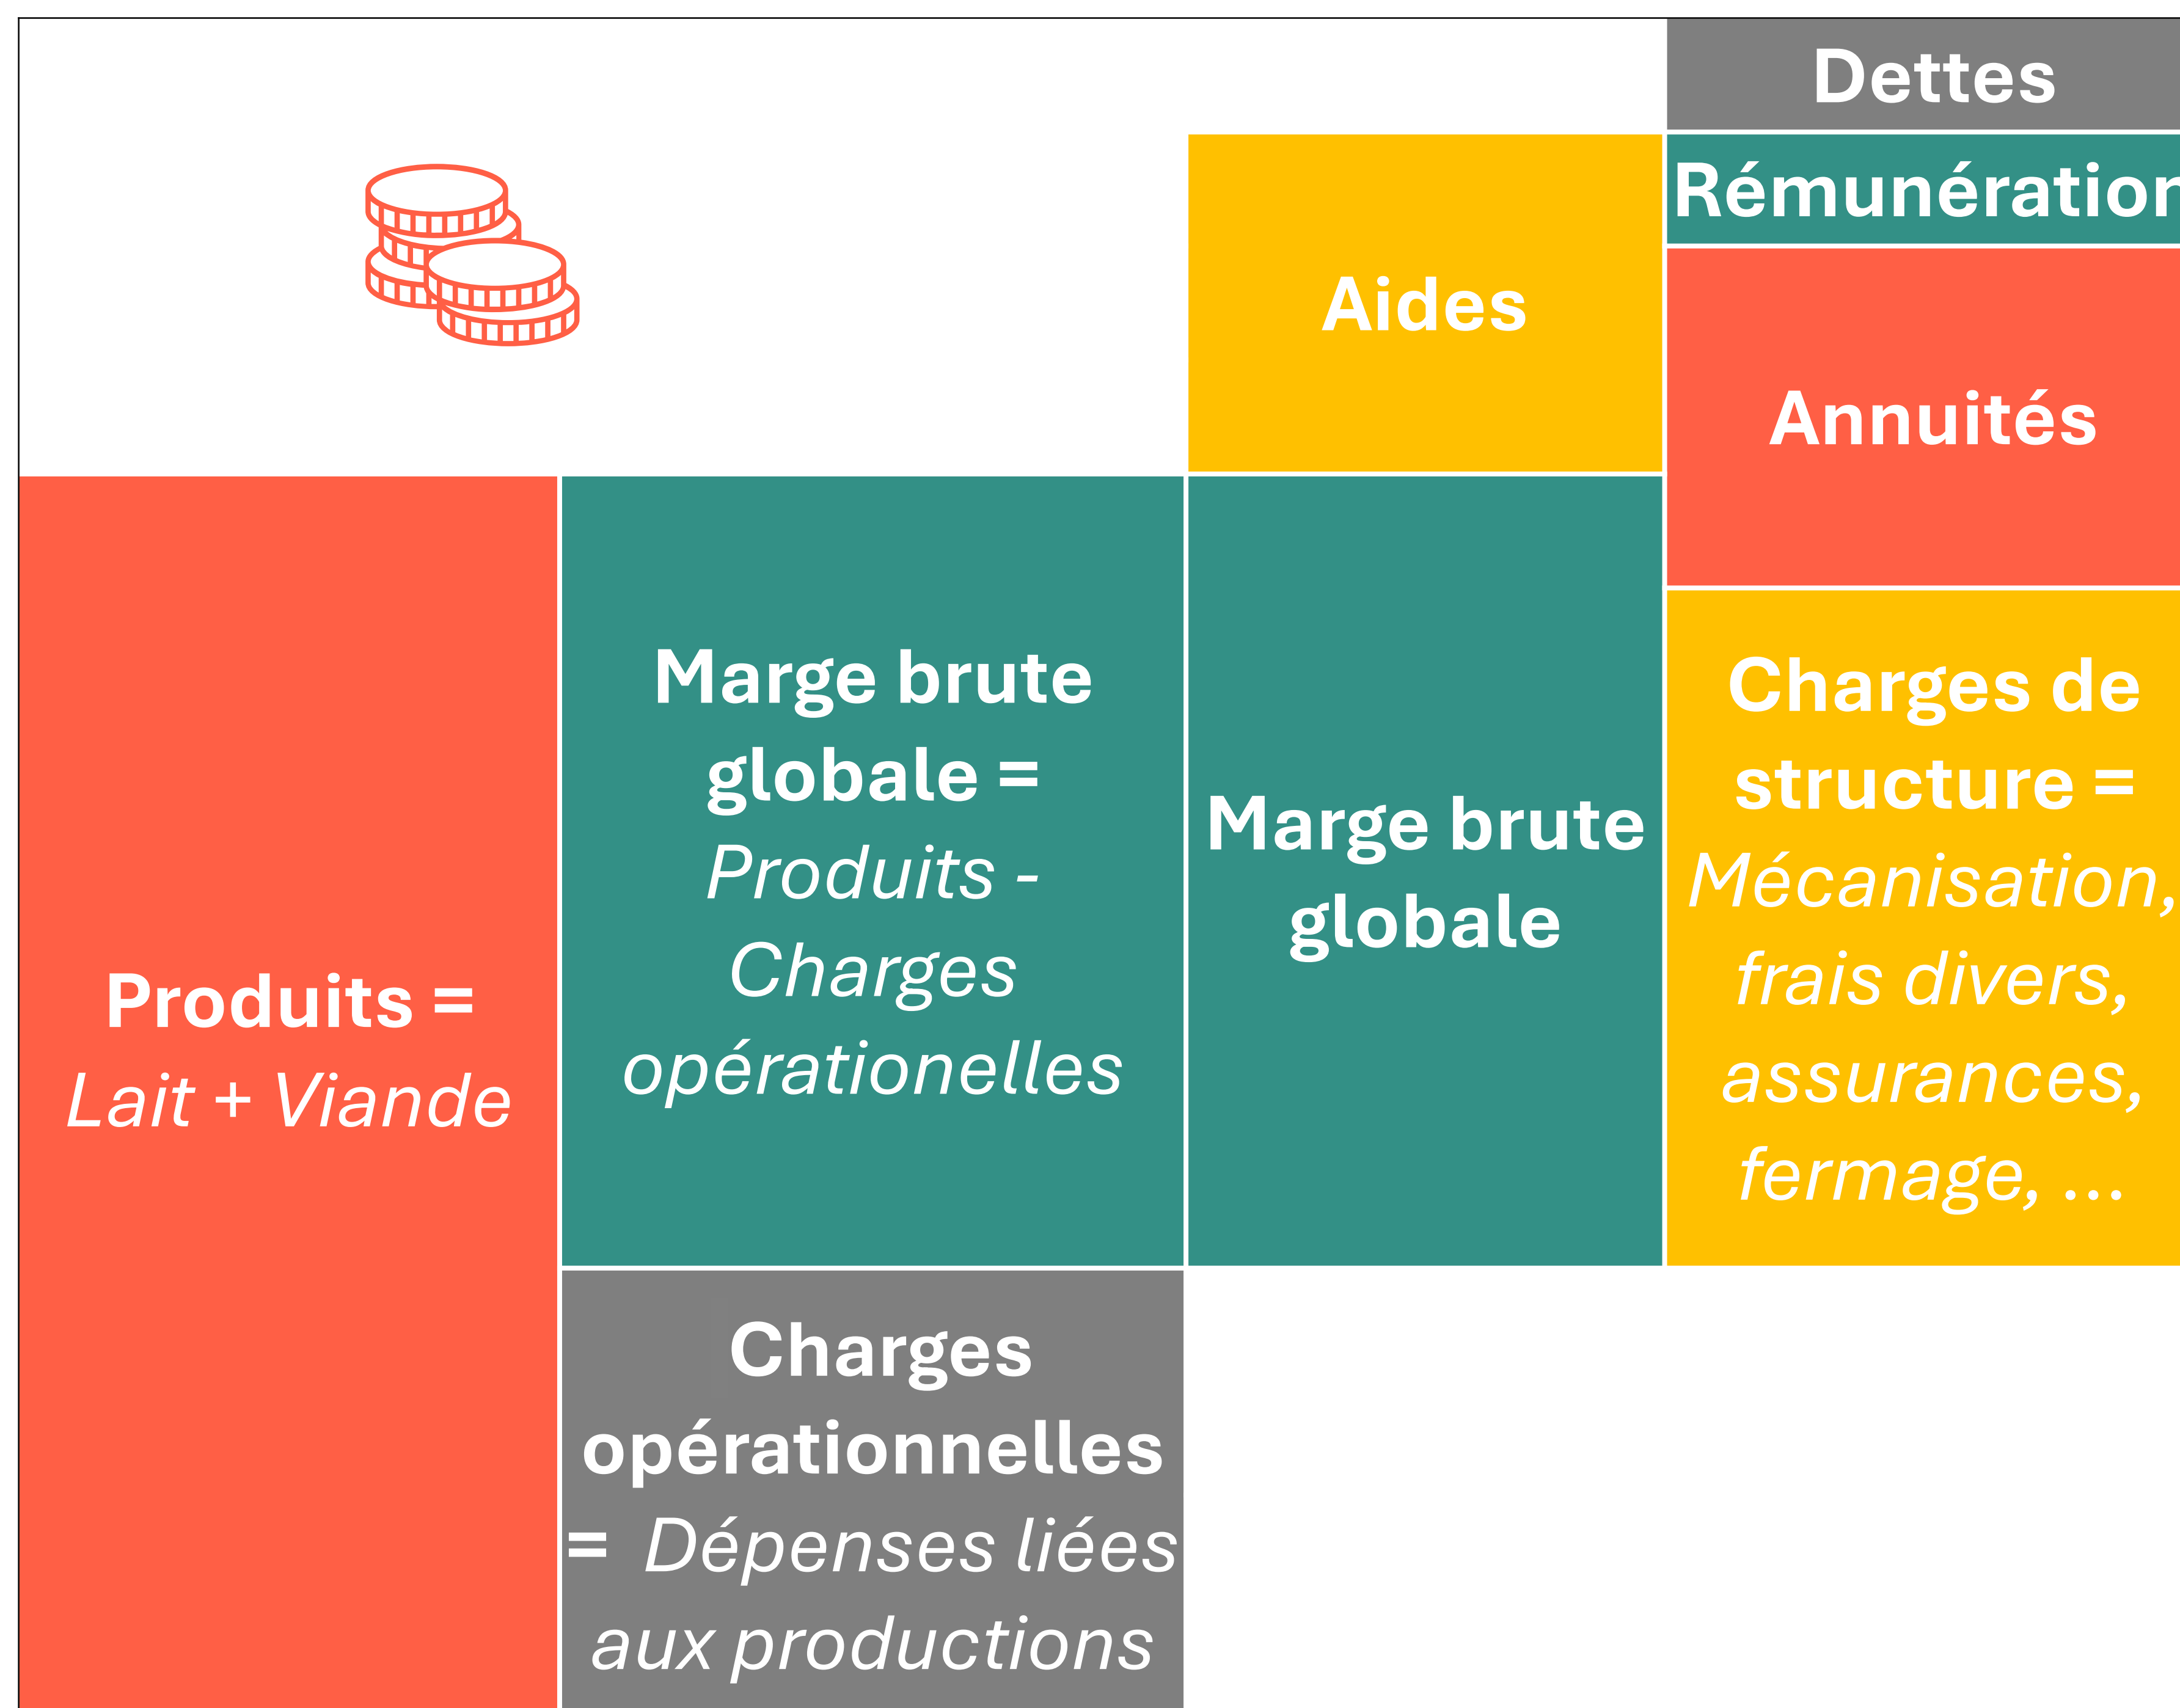 Produits =
Lait + Viande
Marge brute
globale =
Produits -
Charges
opérationelles
Charges
opérationnelles
= Dépenses liées
aux productions
Aides
Marge brute
globale
Dettes
Rémunération
Annuités
Charges de
structure =
Mécanisation,
frais divers,
assurances,
fermage, ...